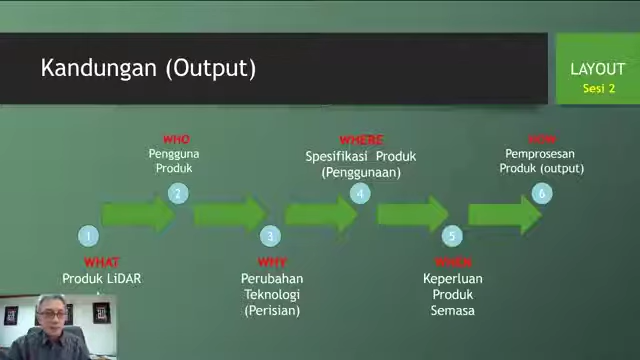 Kandungan (Output)
LAYOUT
Sesi 2
WHO
Pengguna
Produk
WHERE
Spesifikasi Produk
(Penggunaan)
HOW
Pemprosesan
Produk (output)
2
4
6
1
3
5
WHAT
Produk LiDAR
WHY
Perubahan
Teknologi
(Perisian)
WHEN
Keperluan
Produk
Semasa